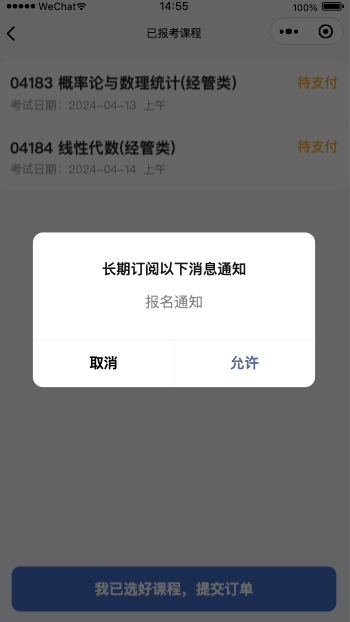 WeChat 14:55 100%
已报考课程
04183 概率论与数理统计(经管类) 待支付
考试日期：2024-04-13 上午
04184 线性代数(经管类) 待支付
考试日期：2024-04-14 上午
长期订阅以下消息通知
报名通知
取消 允许
我已选好课程，提交订单